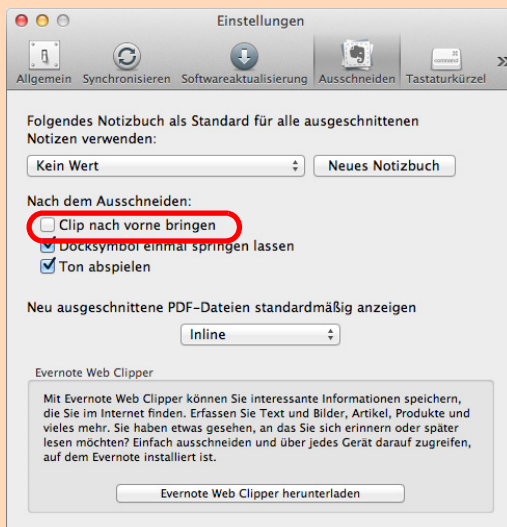 Einstellungen
Allgemein Synchronisieren Softwareaktualisierung Ausschneiden Tastaturkürzel »
Folgendes Notizbuch als Standard für alle ausgeschnittenen
Notizen verwenden:
Kein Wert Neues Notizbuch
Nach dem Ausschneiden:
Clip nach vorne bringen
Docksymbol einmal springen lassen
Ton abspielen
Neu ausgeschnittene PDF-Dateien standardmäßig anzeigen
Inline
Evernote Web Clipper
Mit Evernote Web Clipper können Sie interessante Informationen speichern,
die Sie im Internet finden. Erfassen Sie Text und Bilder, Artikel, Produkte und
vieles mehr. Sie haben etwas gesehen, an das Sie sich erinnern oder später
lesen möchten? Einfach ausschneiden und über jedes Gerät darauf zugreifen,
auf dem Evernote installiert ist.
Evernote Web Clipper herunterladen